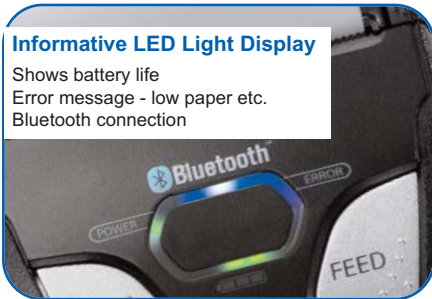 Informative LED Light Display
Shows battery life
Error message - low paper etc.
Bluetooth connection
Bluetooth
POWER
ERROR
FEED